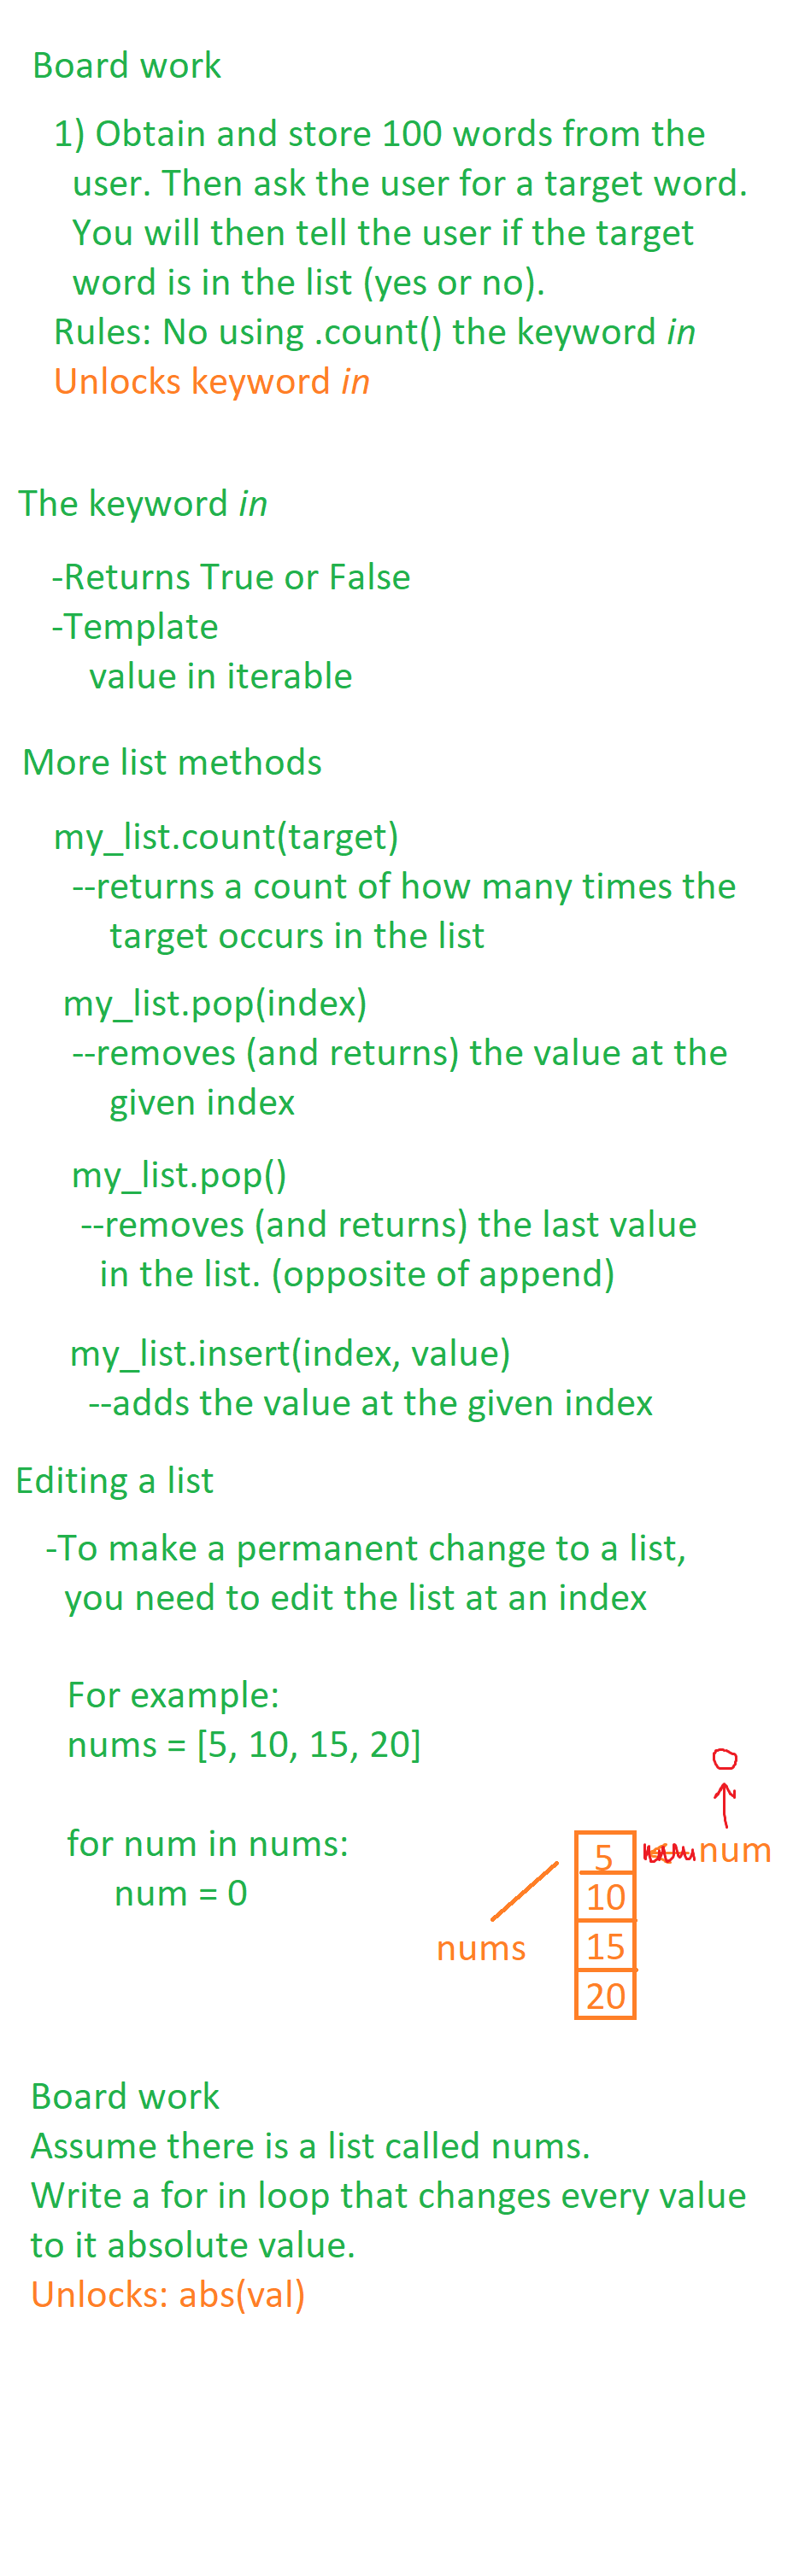 Board work
1) Obtain and store 100 words from the
user. Then ask the user for a target word.
You will then tell the user if the target
word is in the list (yes or no).
Rules: No using .count() the keyword in
Unlocks keyword in
The keyword in
-Returns True or False
-Template
value in iterable
More list methods
my_list.count(target)
--returns a count of how many times the
target occurs in the list
my_list.pop(index)
--removes (and returns) the value at the
given index
my_list.pop()
--removes (and returns) the last value
in the list. (opposite of append)
my_list.insert(index, value)
--adds the value at the given index
Editing a list
-To make a permanent change to a list,
you need to edit the list at an index
For example:
nums = [5, 10, 15, 20]
for num in nums:
num = 0
0
num
nums
5
10
15
20
Board work
Assume there is a list called nums.
Write a for in loop that changes every value
to it absolute value.
Unlocks: abs(val)